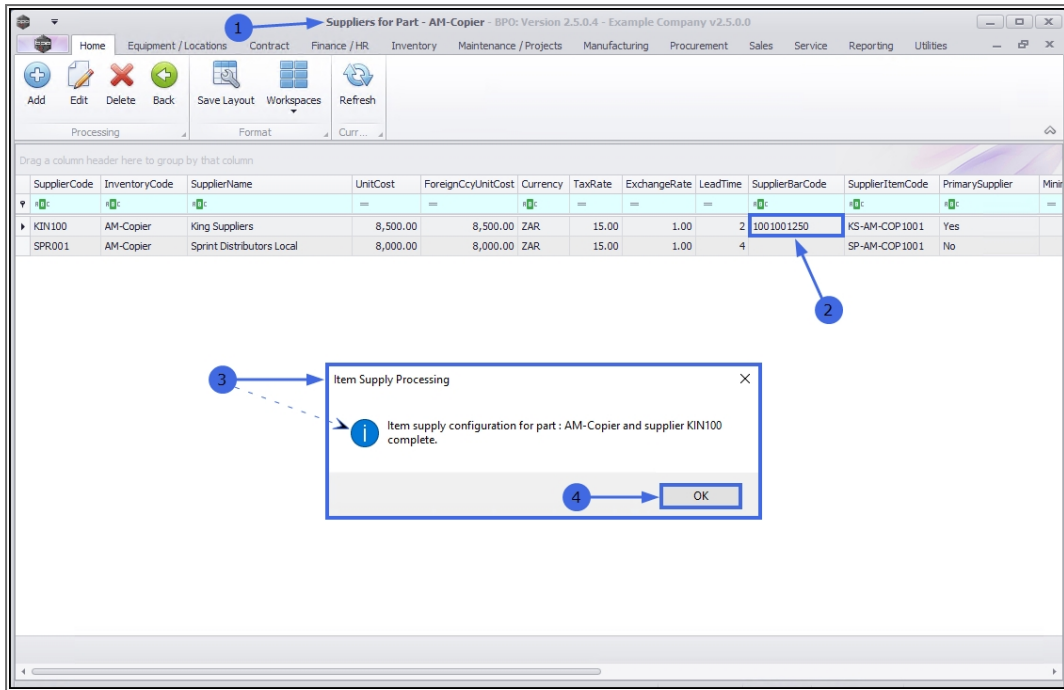 Suppliers for Part - AM-Copier - BPO: Version 2.5.0.4 - Example Company v2.5.0.0
1
Home Equipment / Locations Contract Finance / HR Inventory Maintenance / Projects Manufacturing Procurement Sales Service Reporting Utilities
Add Edit Delete Back Save Layout Workspaces Refresh
Processing Format Curr...
Drag a column header here to group by that column
SupplierCode InventoryCode SupplierName UnitCost ForeignCcyUnitCost Currency TaxRate ExchangeRate LeadTime SupplierBarCode SupplierItemCode PrimarySupplier
KIN100 AM-Copier King Suppliers 8,500.00 8,500.00 ZAR 15.00 1.00 2 1001001250 KS-AM-COP1001 Yes
SPR001 AM-Copier Sprint Distributors Local 8,000.00 8,000.00 ZAR 15.00 1.00 4 SP-AM-COP1001 No
2
3
Item Supply Processing
Item supply configuration for part : AM-Copier and supplier KIN100
complete.
4
OK